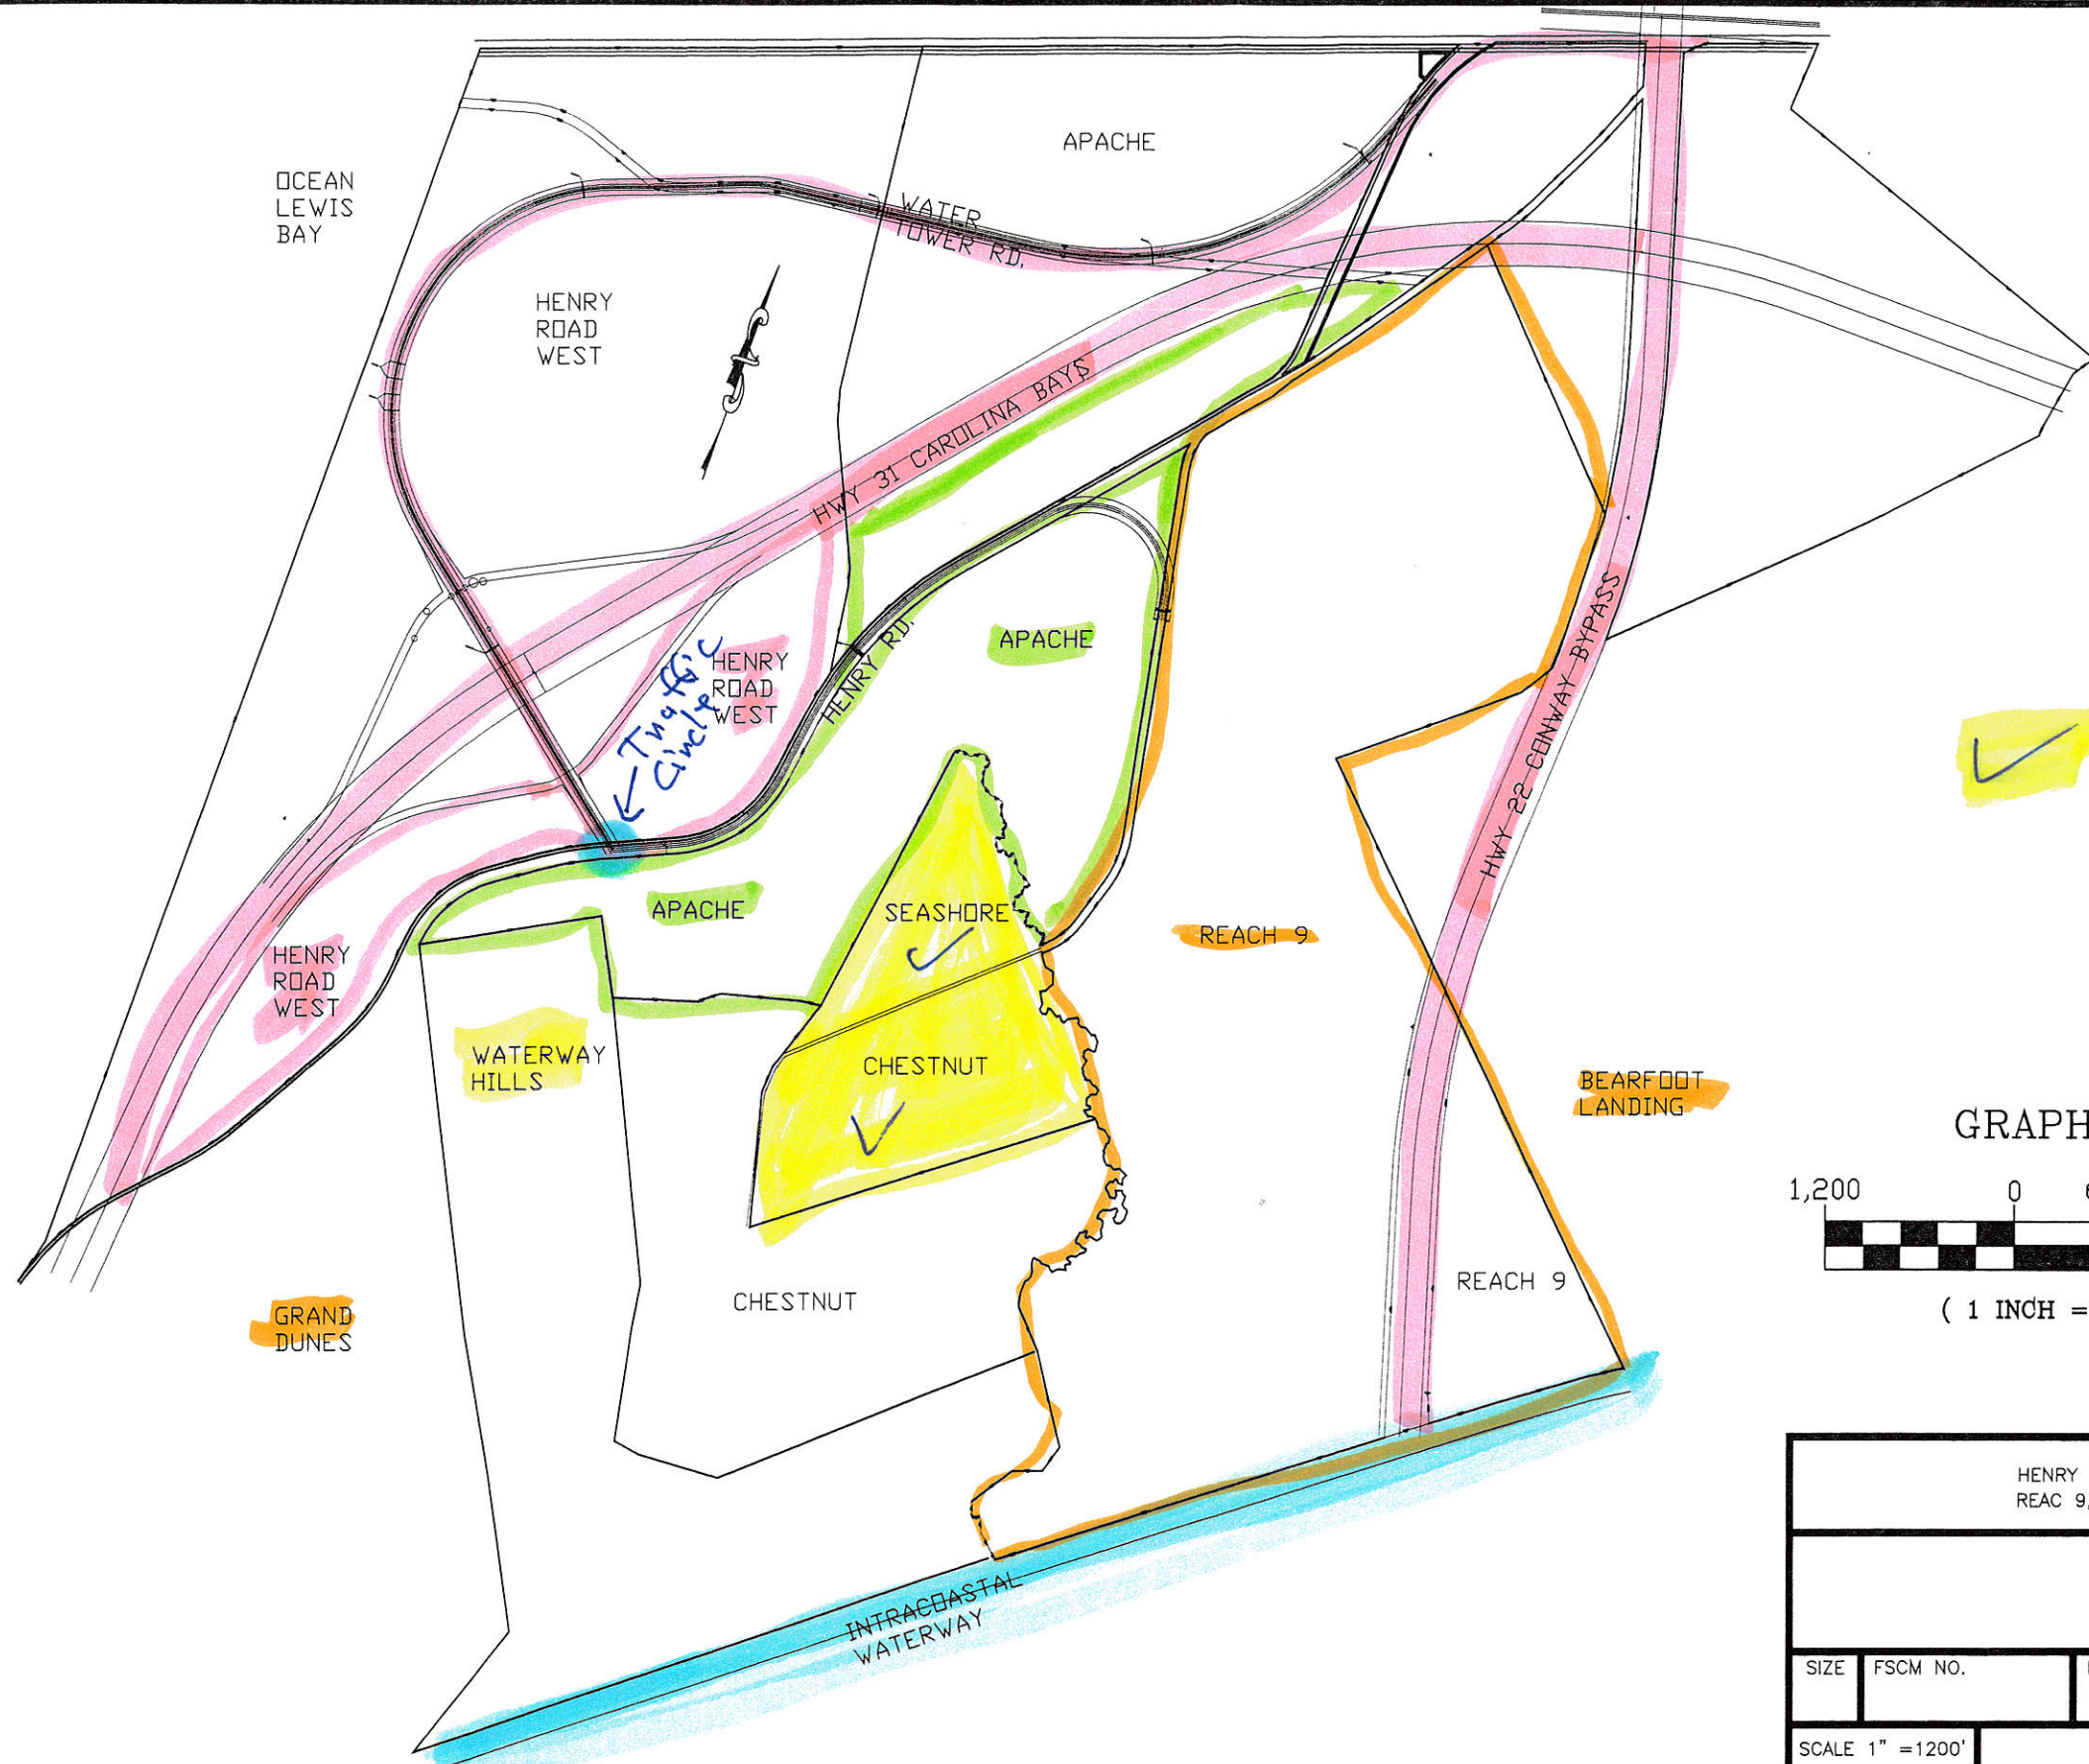 APACHE
OCEAN
LEWIS
BAY
WATER
TOWER RD.
HENRY
ROAD
WEST
HWY 31 CAROLINA BAYS
HENRY RD.
APACHE
HENRY
ROAD
WEST
Traffic
Circle
HWY 22 CONWAY BYPASS
APACHE
SEASHORE
REACH 9
HENRY
ROAD
WEST
WATERWAY
HILLS
CHESTNUT
BEARFOOT
LANDING
GRAPH
1,200 0
( 1 INCH =
REACH 9
CHESTNUT
GRAND
DUNES
INTRACOASTAL
WATERWAY
HENRY
REAC 9,
SIZE
FSCM NO.
SCALE 1" =1200'